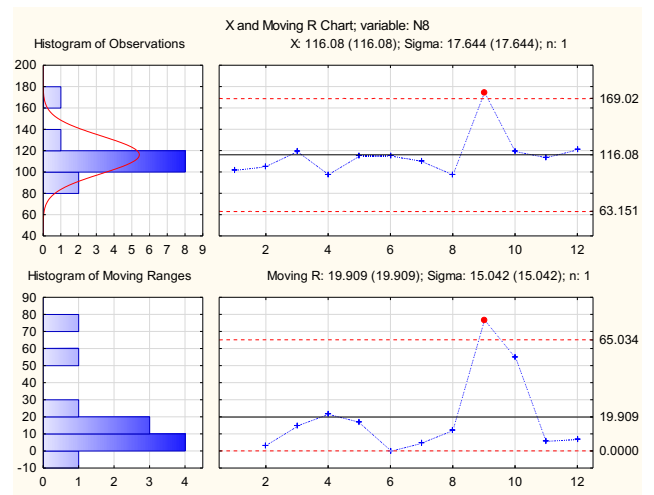 X and Moving R Chart; variable: N8
Histogram of Observations
X: 116.08 (116.08); Sigma: 17.644 (17.644); n: 1
200
180
160
140
120
100
80
60
40
0 1 2 3 4 5 6 7 8 9
169.02
116.08
63.151
2 4 6 8 10 12
Histogram of Moving Ranges
Moving R: 19.909 (19.909); Sigma: 15.042 (15.042); n: 1
90
80
70
60
50
40
30
20
10
0
-10
0 1 2 3 4
65.034
19.909
0.0000
2 4 6 8 10 12